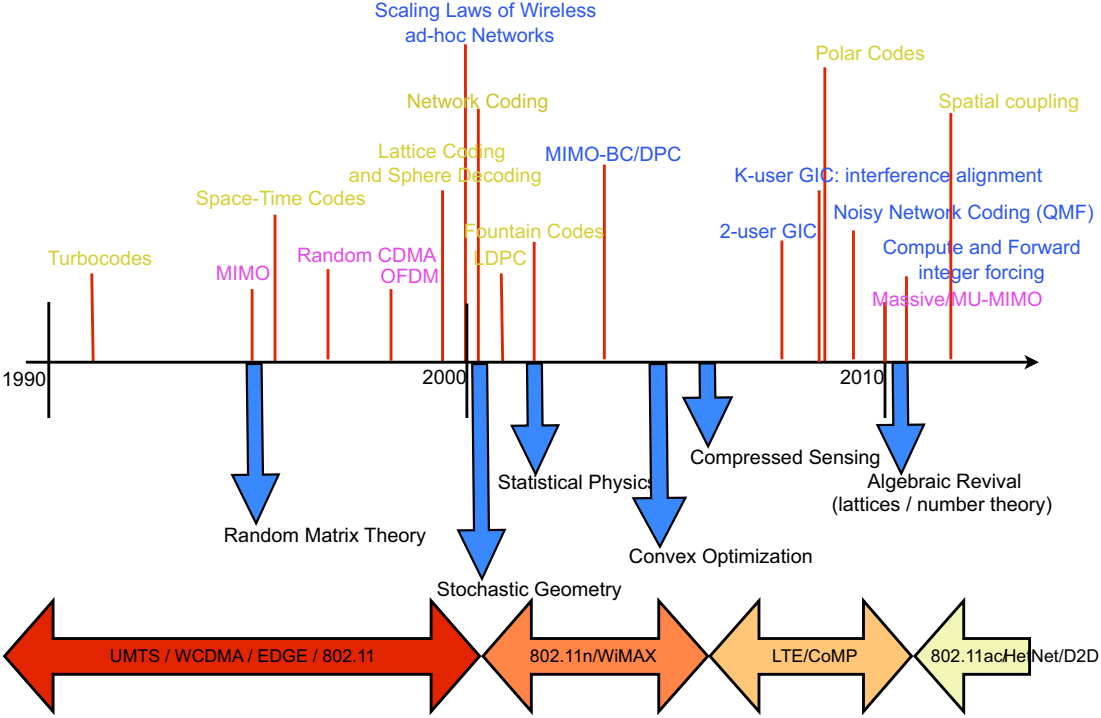 Scaling Laws of Wireless
ad-hoc Networks
Polar Codes
Network Coding
Spatial coupling
Lattice Coding
and Sphere Decoding
MIMO-BC/DPC
K-user GIC: interference alignment
Space-Time Codes
Noisy Network Coding (QMF)
Fountain Codes
2-user GIC
Turbocodes
Random CDMA
LDPC
Compute and Forward
integer forcing
MIMO
OFDM
Massive/MU-MIMO
1990
2000
2010
Compressed Sensing
Statistical Physics
Algebraic Revival
(lattices / number theory)
Random Matrix Theory
Convex Optimization
Stochastic Geometry
UMTS / WCDMA / EDGE / 802.11
802.11n/WiMAX
LTE/CoMP
802.11ac/HetNet/D2D